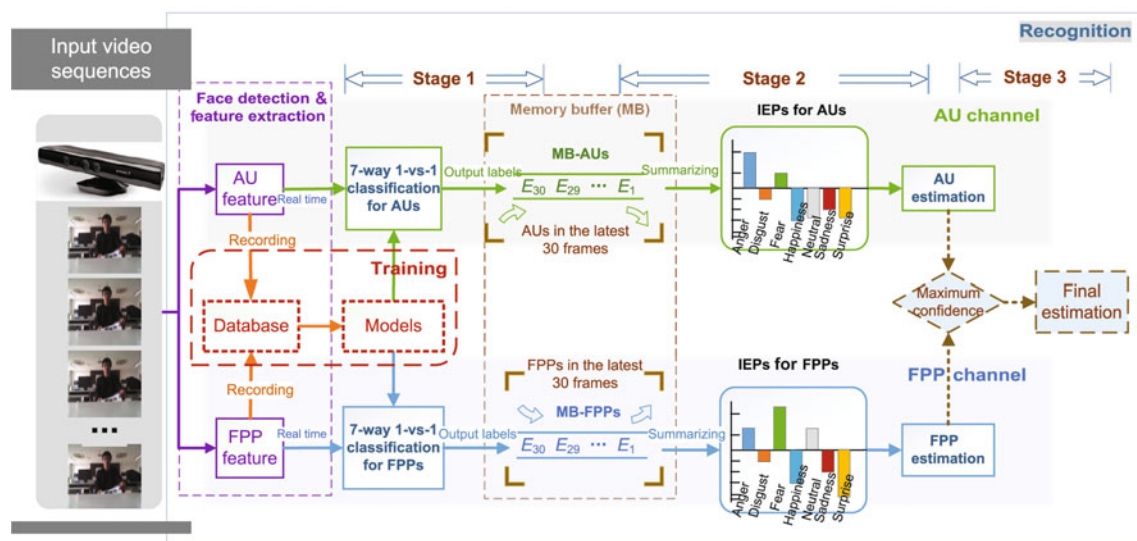 Input video
sequences
Recognition
Stage 1
Stage 2
Stage 3
Face detection &
feature extraction
Memory buffer (MB)
IEPs for AUs
AU channel
AU
feature
Real time
7-way 1-vs-1
classification
for AUs
Output labels
MB-AUs
E30 E29 ... E1
AUs in the latest
30 frames
Summarizing
Anger
Disgust
Fear
Happiness
Neutral
Sadness
Surprise
AU
estimation
Recording
Training
Database
Models
Maximum
confidence
Final
estimation
Recording
FPPs in the latest
30 frames
IEPs for FPPs
FPP channel
FPP
feature
Real time
7-way 1-vs-1
classification
for FPPs
Output labels
MB-FPPs
E30 E29 ... E1
Summarizing
Anger
Disgust
Fear
Happiness
Neutral
Sadness
Surprise
FPP
estimation
...